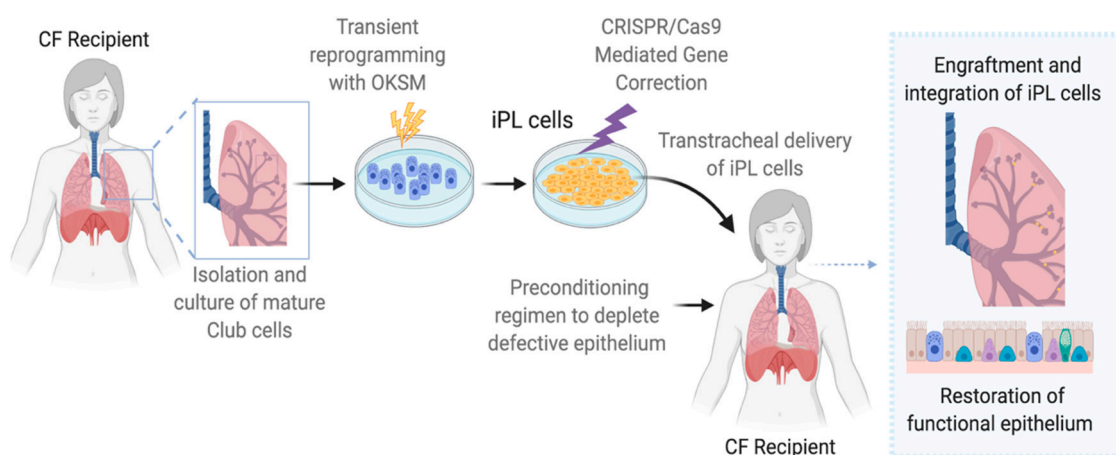 CF Recipient
Isolation and
culture of mature
Club cells
Transient
reprogramming
with OKSM
iPL cells
CRISPR/Cas9
Mediated Gene
Correction
Transtracheal delivery
of iPL cells
Preconditioning
regimen to deplete
defective epithelium
CF Recipient
Engraftment and
integration of iPL cells
Restoration of
functional epithelium